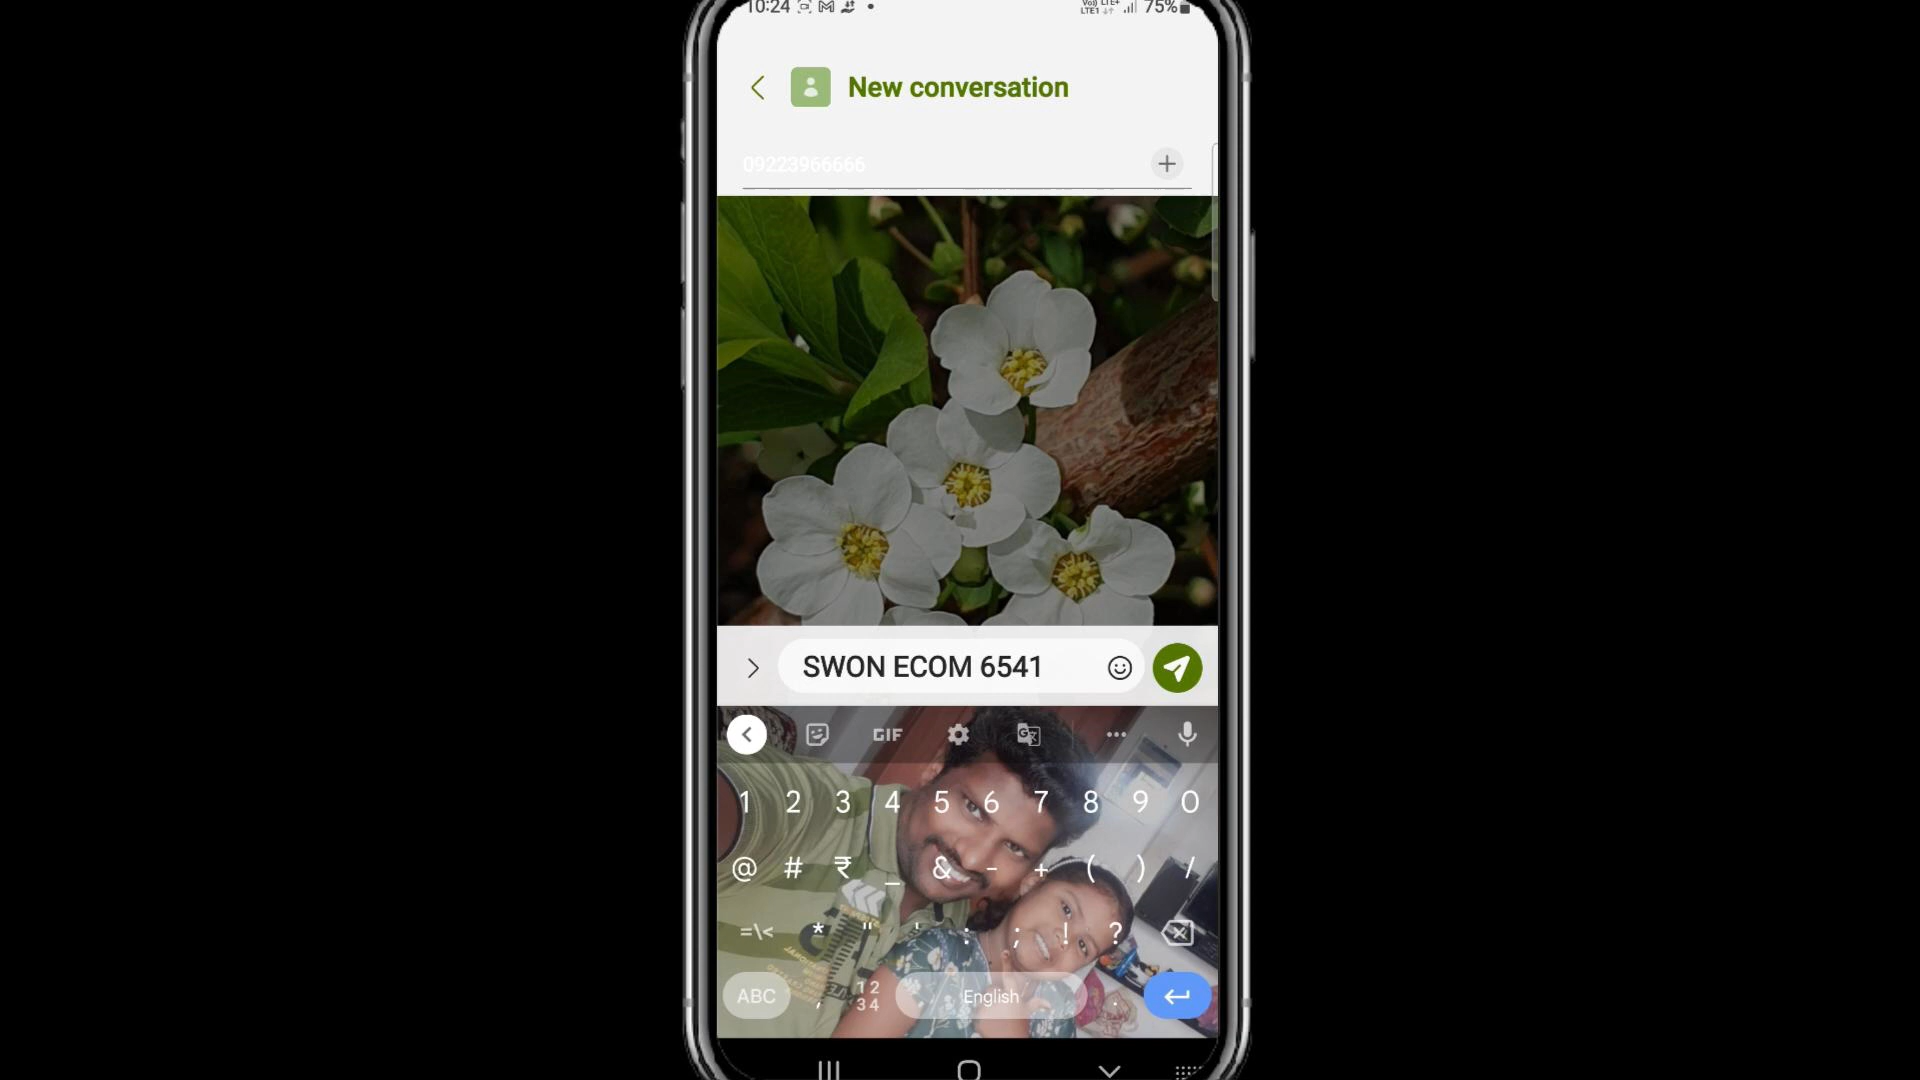 10:24
LTE1
75%
New conversation
09223966666
SWON ECOM 6541
GIF
1 2 3 4 5 6 7 8 9 0
@ # ₹ _ & - + ( ) /
=\< * " ' : ; ! ?
ABC , 12 34 English .